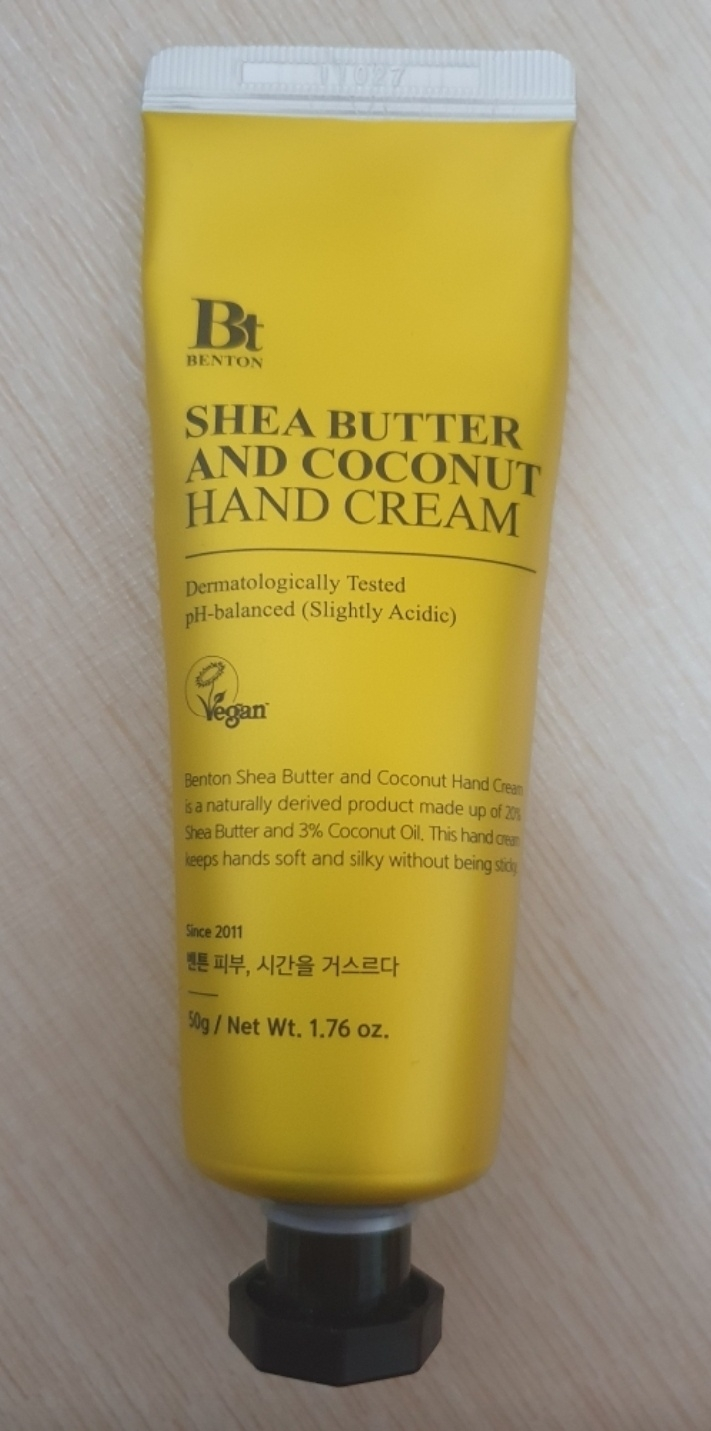 11027
Bt
BENTON
SHEA BUTTER
AND COCONUT
HAND CREAM
Dermatologically Tested
pH-balanced (Slightly Acidic)
Vegan
Benton Shea Butter and Coconut Hand Cream
is a naturally derived product made up of 20%
Shea Butter and 3% Coconut Oil. This hand cream
keeps hands soft and silky without being sticky.
Since 2011
벤튼 피부, 시간을 거스르다
50g / Net Wt. 1.76 oz.